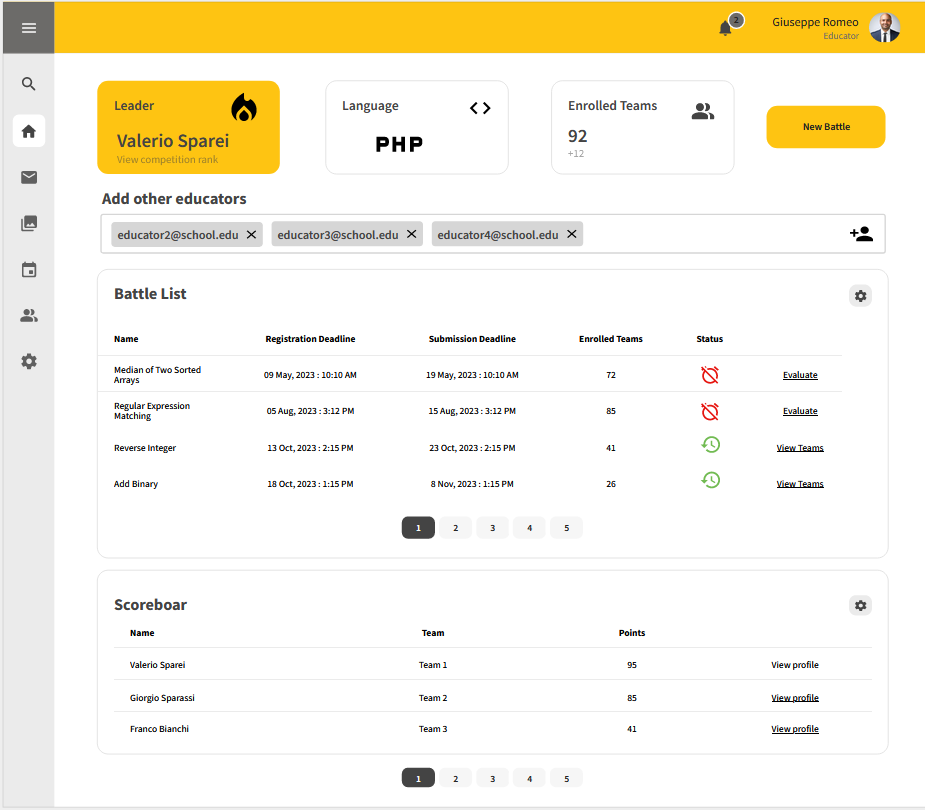 2
Giuseppe Romeo
Educator
Leader
Valerio Sparei
View competition rank
Language
PHP
Enrolled Teams
92
+12
New Battle
Add other educators
educator2@school.edu educator3@school.edu educator4@school.edu
Battle List
Name Registration Deadline Submission Deadline Enrolled Teams Status
Median of Two Sorted
Arrays
09 May, 2023 : 10:10 AM 19 May, 2023 : 10:10 AM 72 Evaluate
Regular Expression
Matching
05 Aug, 2023 : 3:12 PM 15 Aug, 2023 : 3:12 PM 85 Evaluate
Reverse Integer 13 Oct, 2023 : 2:15 PM 23 Oct, 2023 : 2:15 PM 41 View Teams
Add Binary 18 Oct, 2023 : 1:15 PM 8 Nov, 2023 : 1:15 PM 26 View Teams
1 2 3 4 5
Scoreboar
Name Team Points
Valerio Sparei Team 1 95 View profile
Giorgio Sparassi Team 2 85 View profile
Franco Bianchi Team 3 41 View profile
1 2 3 4 5